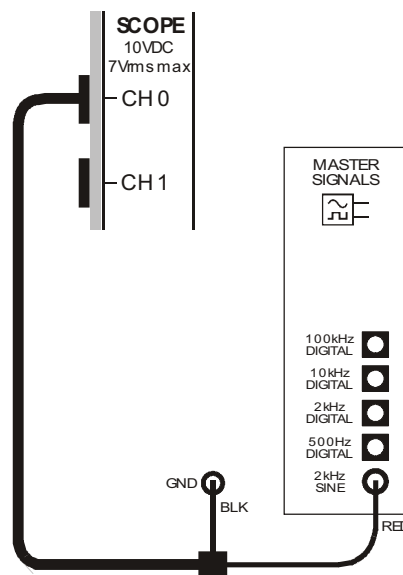 SCOPE
10VDC
7Vrms max
CH 0
CH 1
MASTER
SIGNALS
100kHz
DIGITAL
10kHz
DIGITAL
2kHz
DIGITAL
500Hz
DIGITAL
2kHz
SINE
GND
BLK
RED